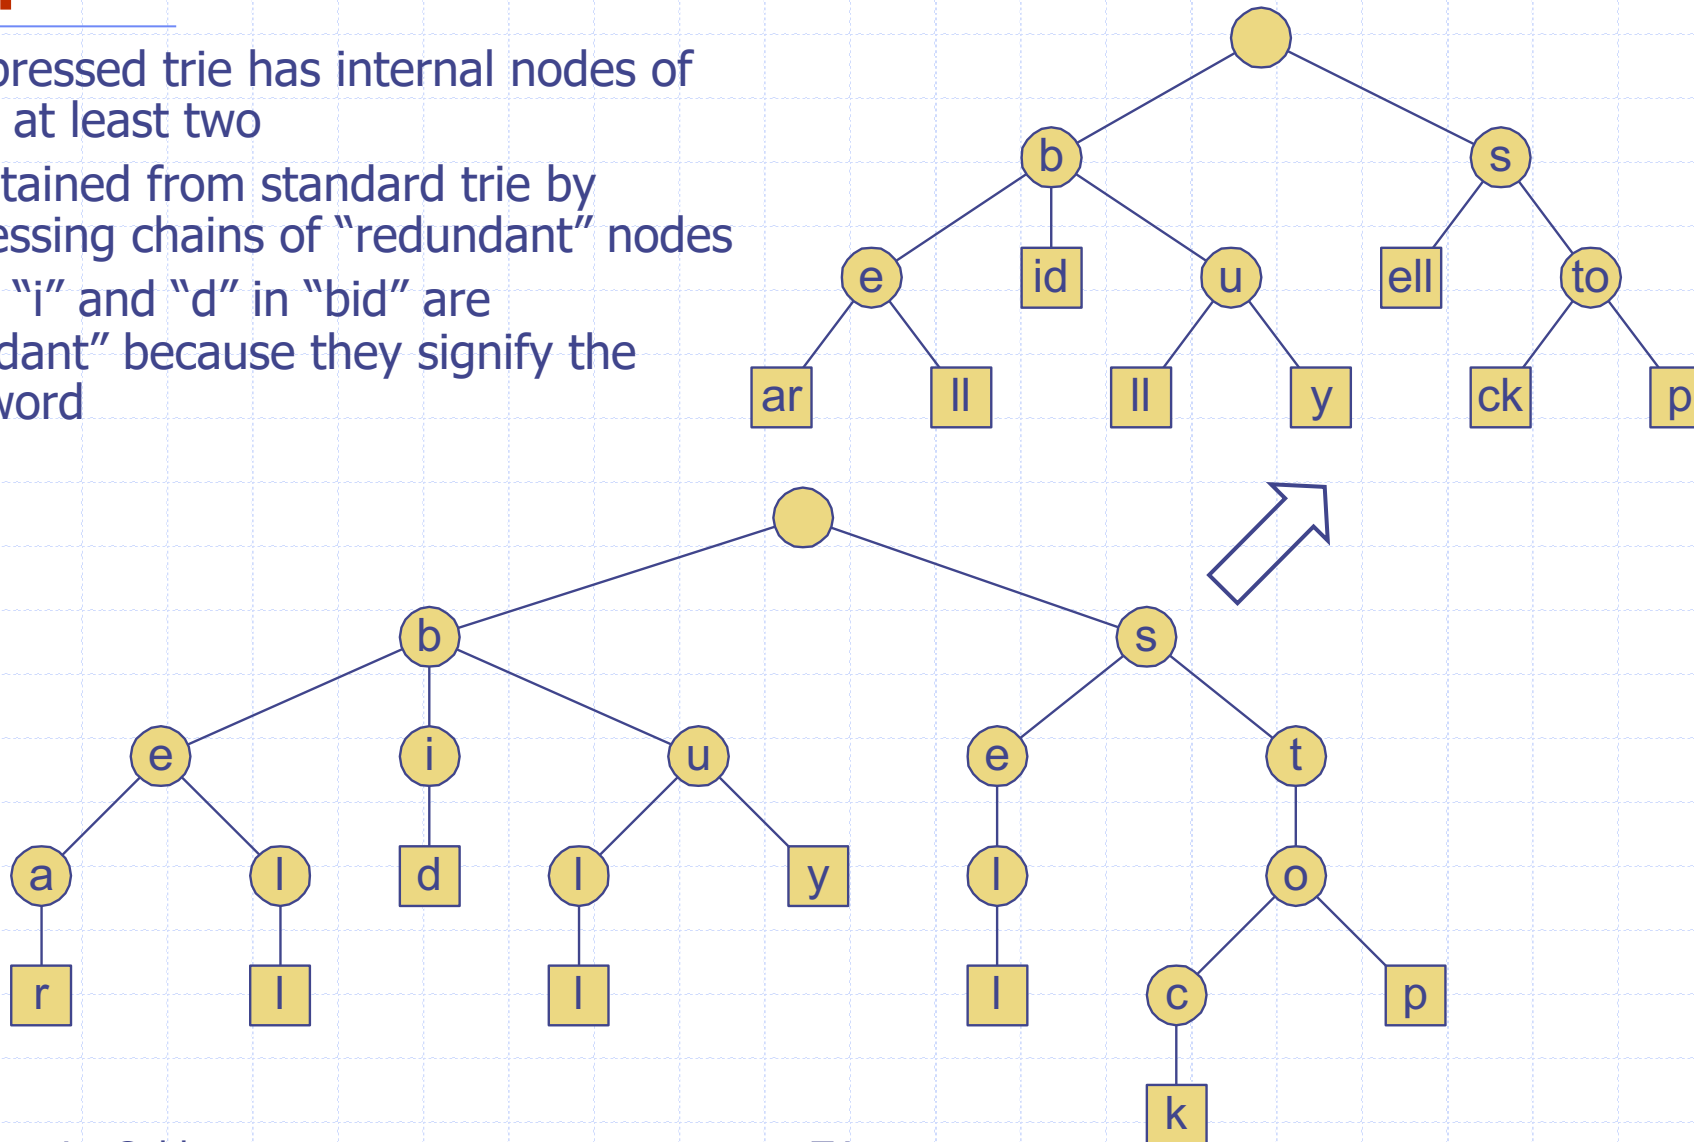 pressed trie has internal nodes of
at least two
tained from standard trie by
essing chains of “redundant” nodes
“i” and “d” in “bid” are
dant” because they signify the
word
b s
e id u ell to
ar ll ll y ck p
b s
e i u e t
a l d l y l o
r l l l c p
k